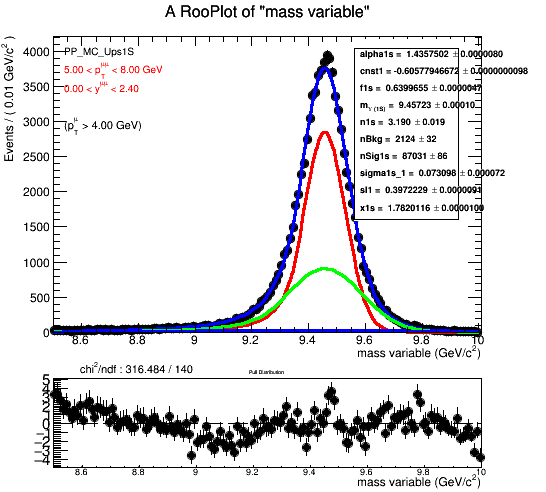 A RooPlot of "mass variable"
Events / ( 0.01 GeV/c² )
4000
3500
3000
2500
2000
1500
1000
500
0
PP_MC_Ups1S
5.00 < p_T^μμ < 8.00 GeV
0.00 < y^μμ < 2.40
(p_T^μ > 4.00 GeV)
alpha1s = 1.4357502 ± 0.0000080
cnst1 = -0.60577946672 ± 0.0000000098
f1s = 0.6399655 ± 0.0000047
m_ϒ (1S) = 9.45723 ± 0.00010
n1s = 3.190 ± 0.019
nBkg = 2124 ± 32
nSig1s = 87031 ± 86
sigma1s_1 = 0.073098 ± 0.000072
sl1 = 0.3972229 ± 0.0000091
x1s = 1.7820116 ± 0.0000100
8.6 8.8 9 9.2 9.4 9.6 9.8 10
mass variable (GeV/c²)
chi²/ndf : 316.484 / 140
Pull Distribution
5
4
3
2
1
0
−1
−2
−3
−4
8.6 8.8 9 9.2 9.4 9.6 9.8 10
mass variable (GeV/c²)